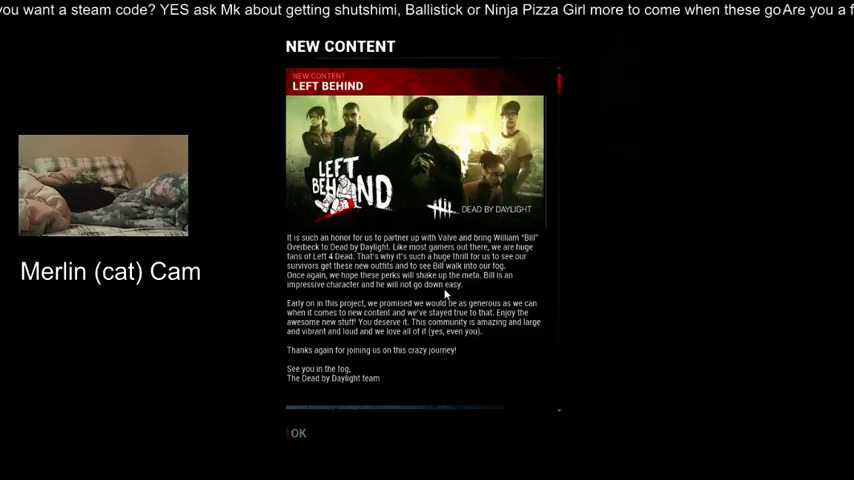 you want a steam code? YES ask Mk about getting shutshimi, Ballistick or Ninja Pizza Girl more to come when these go Are you a f
NEW CONTENT
NEW CONTENT
LEFT BEHIND
LEFT
BEHIND
DEAD BY DAYLIGHT
It is such an honor for us to partner up with Valve and bring William "Bill"
Overbeck to Dead by Daylight. Like most gamers out there, we are huge
fans of Left 4 Dead. That's why it's such a huge thrill for us to see our
survivors get these new outfits and to see Bill walk into our fog.
Once again, we hope these perks will shake up the meta. Bill is an
impressive character and he will not go down easy.
Early on in this project, we promised we would be as generous as we can
when it comes to new content and we've stayed true to that. Enjoy the
awesome new stuff! You deserve it. This community is amazing and large
and vibrant and loud and we love all of it (yes, even you).
Thanks again for joining us on this crazy journey!
See you in the fog,
The Dead by Daylight team
Merlin (cat) Cam
OK